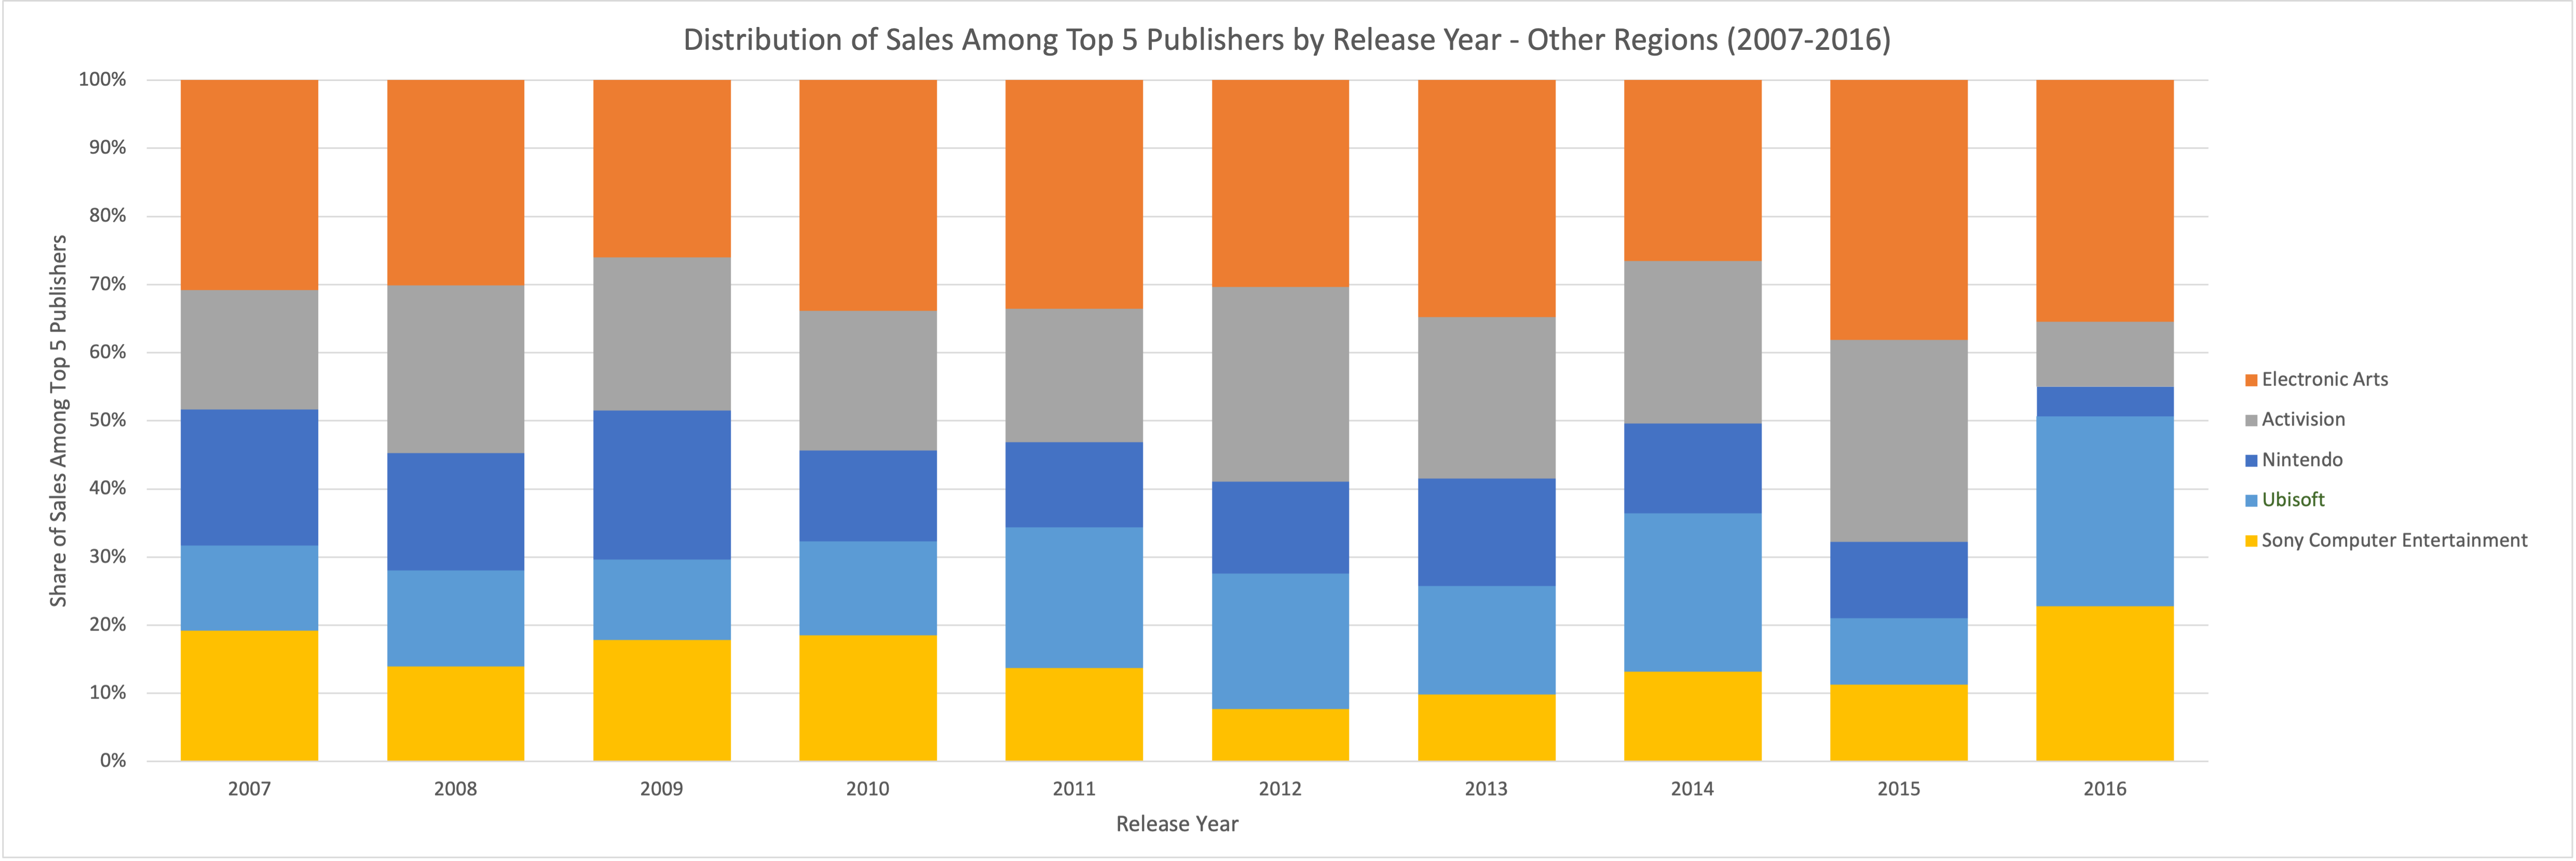 Distribution of Sales Among Top 5 Publishers by Release Year - Other Regions (2007-2016)
Share of Sales Among Top 5 Publishers
100%
90%
80%
70%
60%
50%
40%
30%
20%
10%
0%
2007 2008 2009 2010 2011 2012 2013 2014 2015 2016
Release Year
Electronic Arts
Activision
Nintendo
Ubisoft
Sony Computer Entertainment